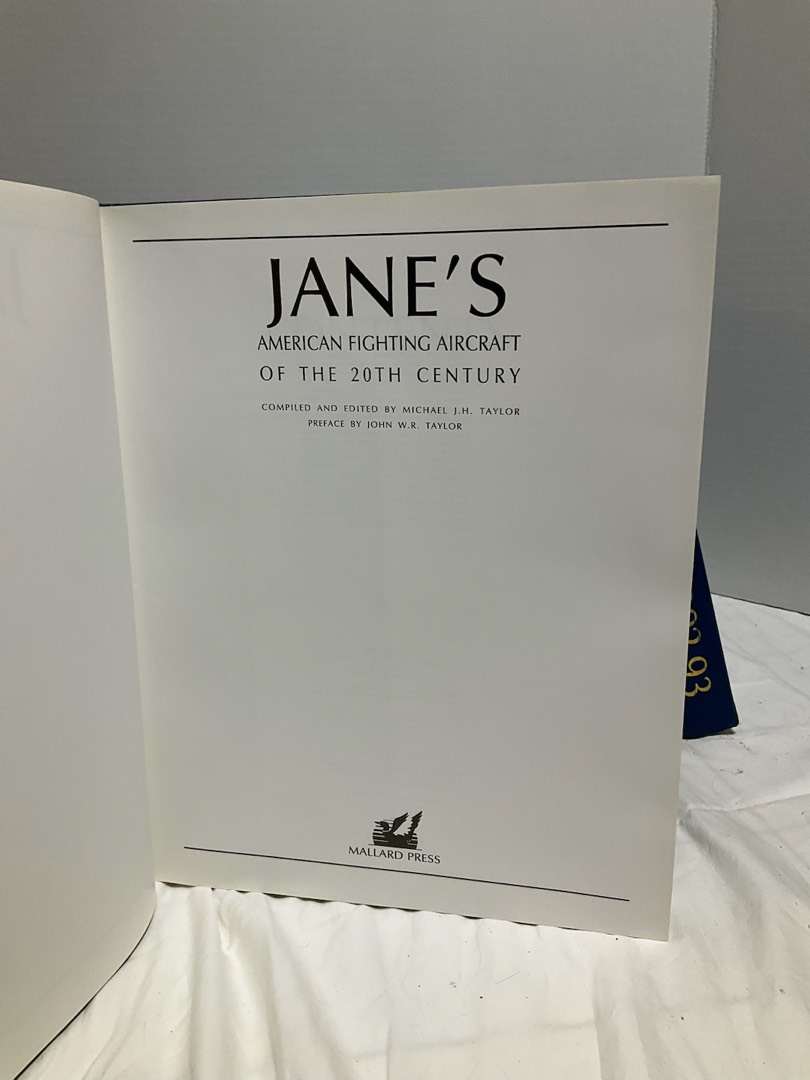 JANE'S
AMERICAN FIGHTING AIRCRAFT
OF THE 20TH CENTURY
COMPILED AND EDITED BY MICHAEL J.H. TAYLOR
PREFACE BY JOHN W.R. TAYLOR
MALLARD PRESS
93